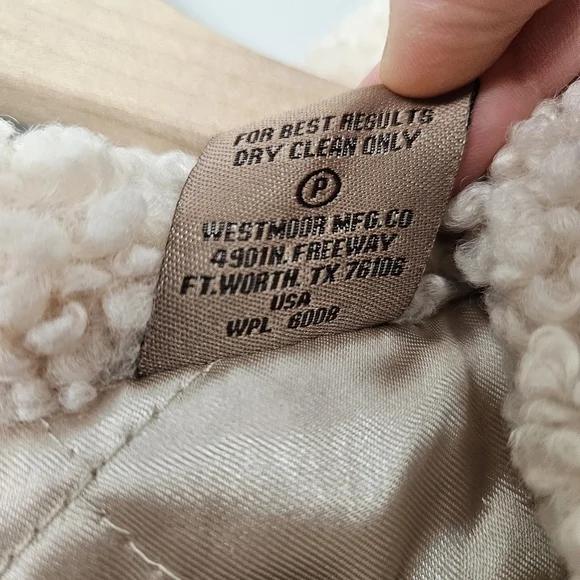 FOR BEST RESULTS
DRY CLEAN ONLY
P
WESTMOOR MFG.CO
4901N. FREEWAY
FT.WORTH. TX 76106
USA
WPL 6008